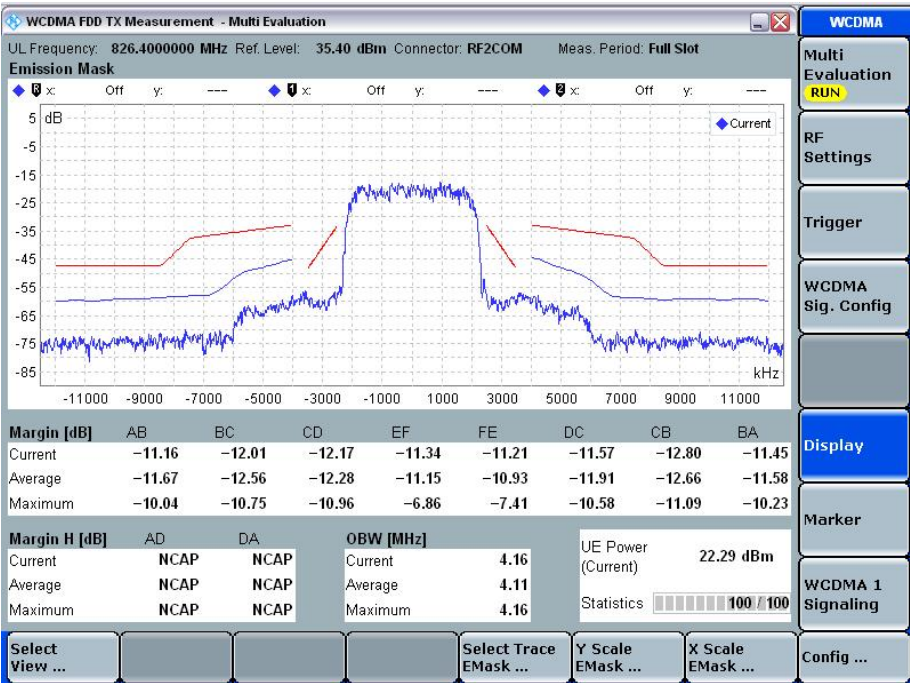 WCDMA FDD TX Measurement - Multi Evaluation
WCDMA
UL Frequency: 826.4000000 MHz Ref. Level: 35.40 dBm Connector: RF2COM Meas. Period: Full Slot
Emission Mask
R x: Off y: --- 1 x: Off y: --- 2 x: Off y: ---
dB
Current
5
-5
-15
-25
-35
-45
-55
-65
-75
-85
kHz
-11000 -9000 -7000 -5000 -3000 -1000 1000 3000 5000 7000 9000 11000
Margin [dB] AB BC CD EF FE DC CB BA
Current −11.16 −12.01 −12.17 −11.34 −11.21 −11.57 −12.80 −11.45
Average −11.67 −12.56 −12.28 −11.15 −10.93 −11.91 −12.66 −11.58
Maximum −10.04 −10.75 −10.96 −6.86 −7.41 −10.58 −11.09 −10.23
Margin H [dB] AD DA
Current NCAP NCAP
Average NCAP NCAP
Maximum NCAP NCAP
OBW [MHz]
Current 4.16
Average 4.11
Maximum 4.16
UE Power
(Current)
22.29 dBm
Statistics 100 / 100
Multi
Evaluation
RUN
RF
Settings
Trigger
WCDMA
Sig. Config
Display
Marker
WCDMA 1
Signaling
Select
View ...
Select Trace
EMask ...
Y Scale
EMask ...
X Scale
EMask ...
Config ...